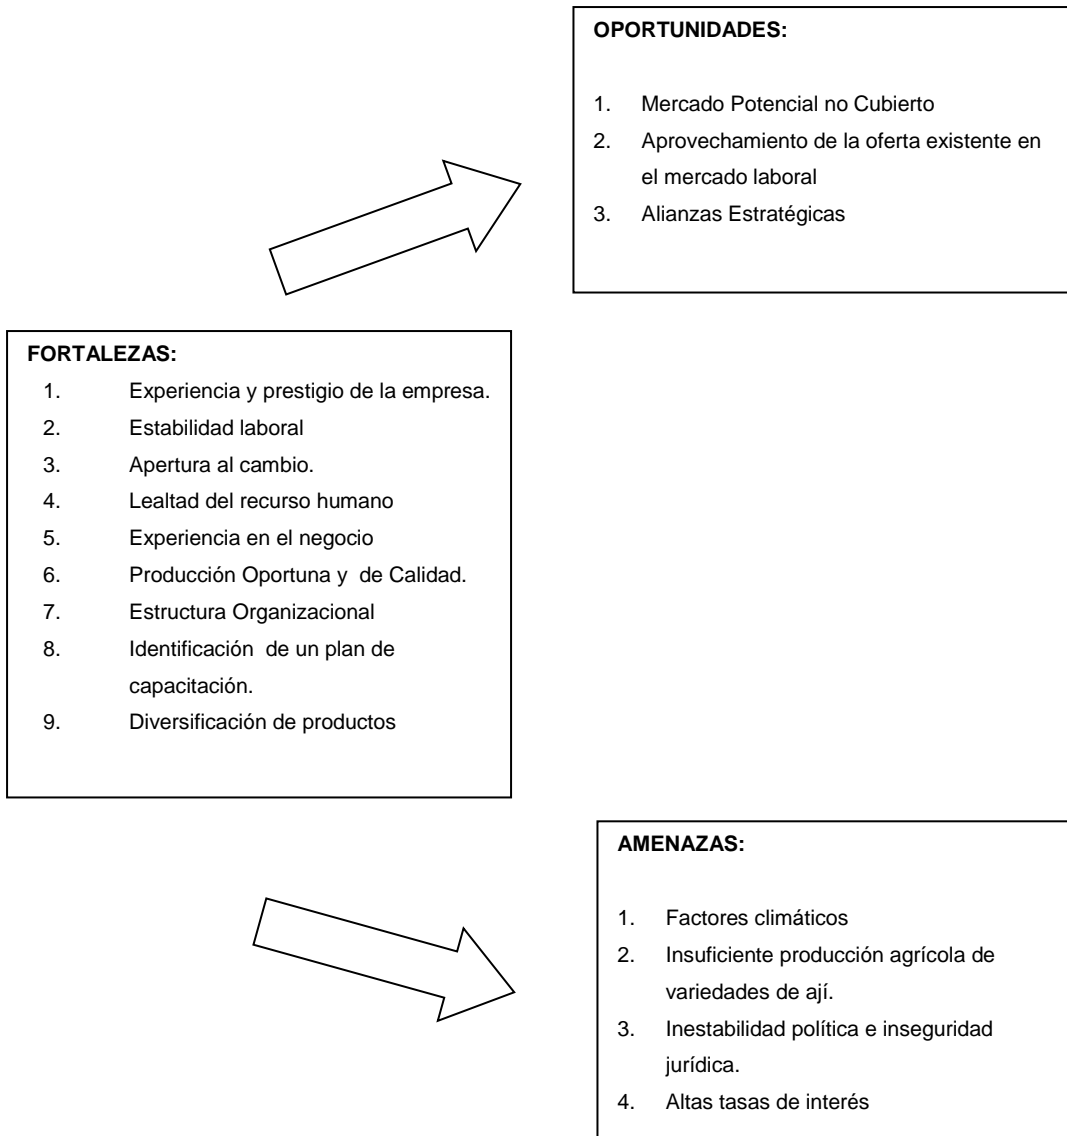 OPORTUNIDADES:
1. Mercado Potencial no Cubierto
2. Aprovechamiento de la oferta existente en
el mercado laboral
3. Alianzas Estratégicas
FORTALEZAS:
1. Experiencia y prestigio de la empresa.
2. Estabilidad laboral
3. Apertura al cambio.
4. Lealtad del recurso humano
5. Experiencia en el negocio
6. Producción Oportuna y de Calidad.
7. Estructura Organizacional
8. Identificación de un plan de
capacitación.
9. Diversificación de productos
AMENAZAS:
1. Factores climáticos
2. Insuficiente producción agrícola de
variedades de ají.
3. Inestabilidad política e inseguridad
jurídica.
4. Altas tasas de interés